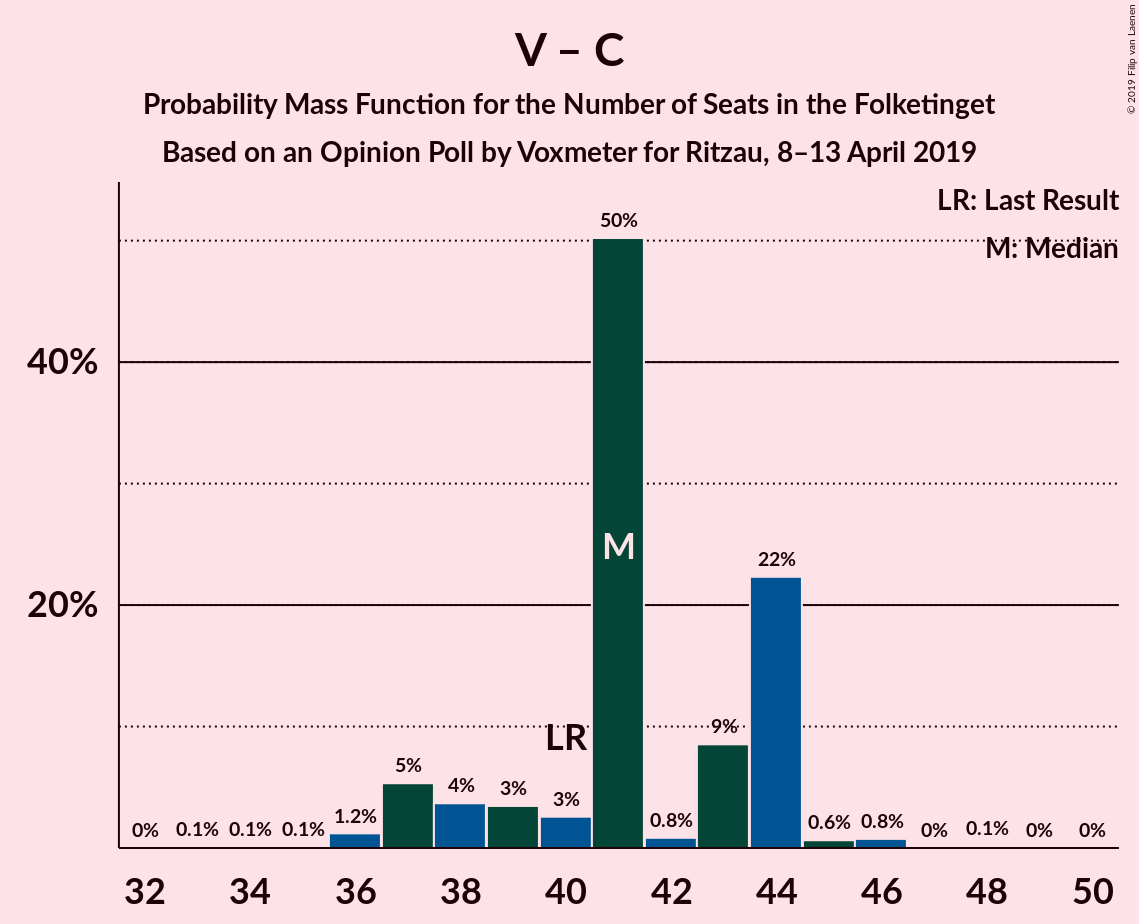 © 2019 Filip van Laenen
V – C
Probability Mass Function for the Number of Seats in the Folketinget
Based on an Opinion Poll by Voxmeter for Ritzau, 8–13 April 2019
LR: Last Result
M: Median
50%
40%
M
22%
20%
9%
LR
5%
4%
3%
3%
1.2%
0.8%
0.6%
0.8%
0%
0.1%
0.1%
0.1%
0%
0.1%
0%
0%
32 34 36 38 40 42 44 46 48 50